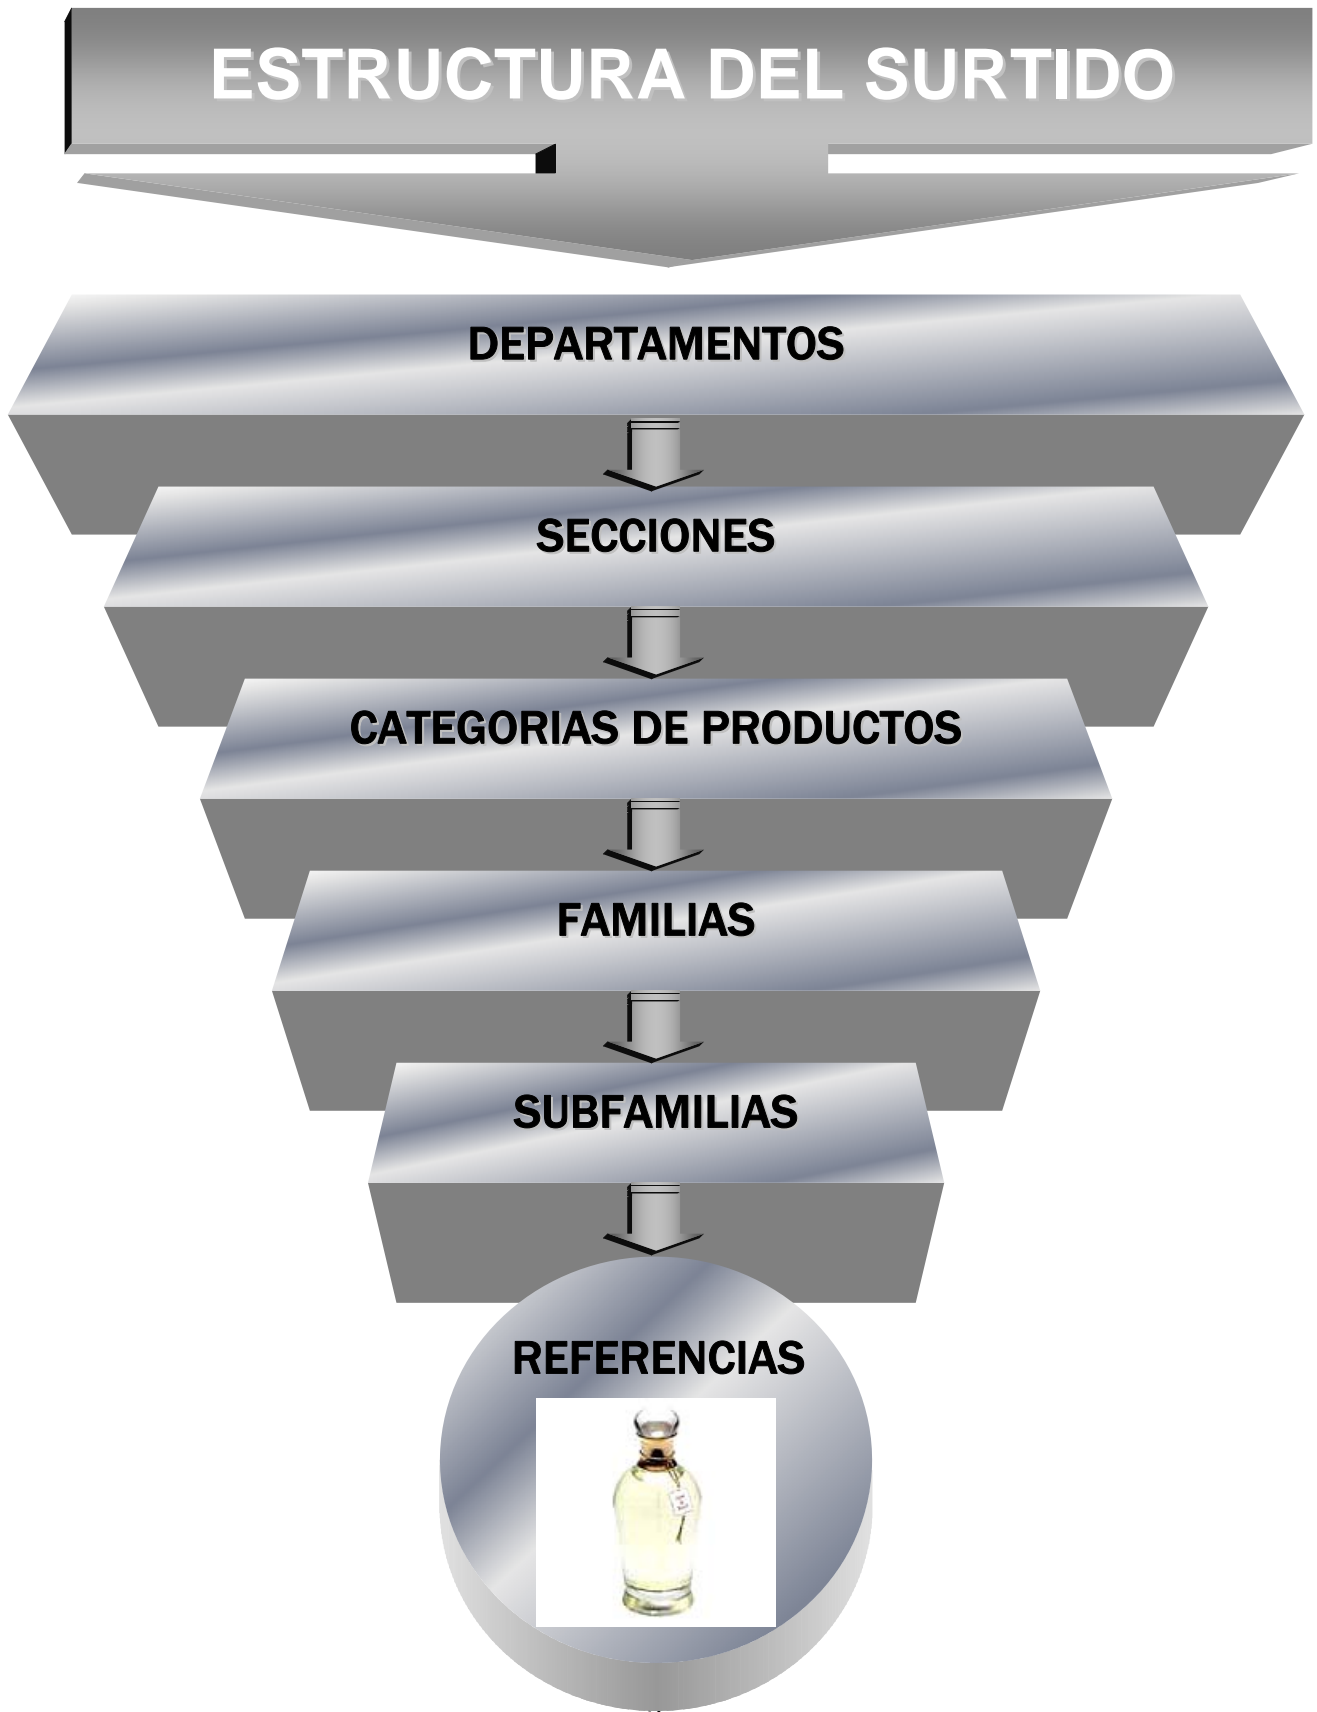 ESTRUCTURA DEL SURTIDO
DEPARTAMENTOS
SECCIONES
CATEGORIAS DE PRODUCTOS
FAMILIAS
SUBFAMILIAS
REFERENCIAS